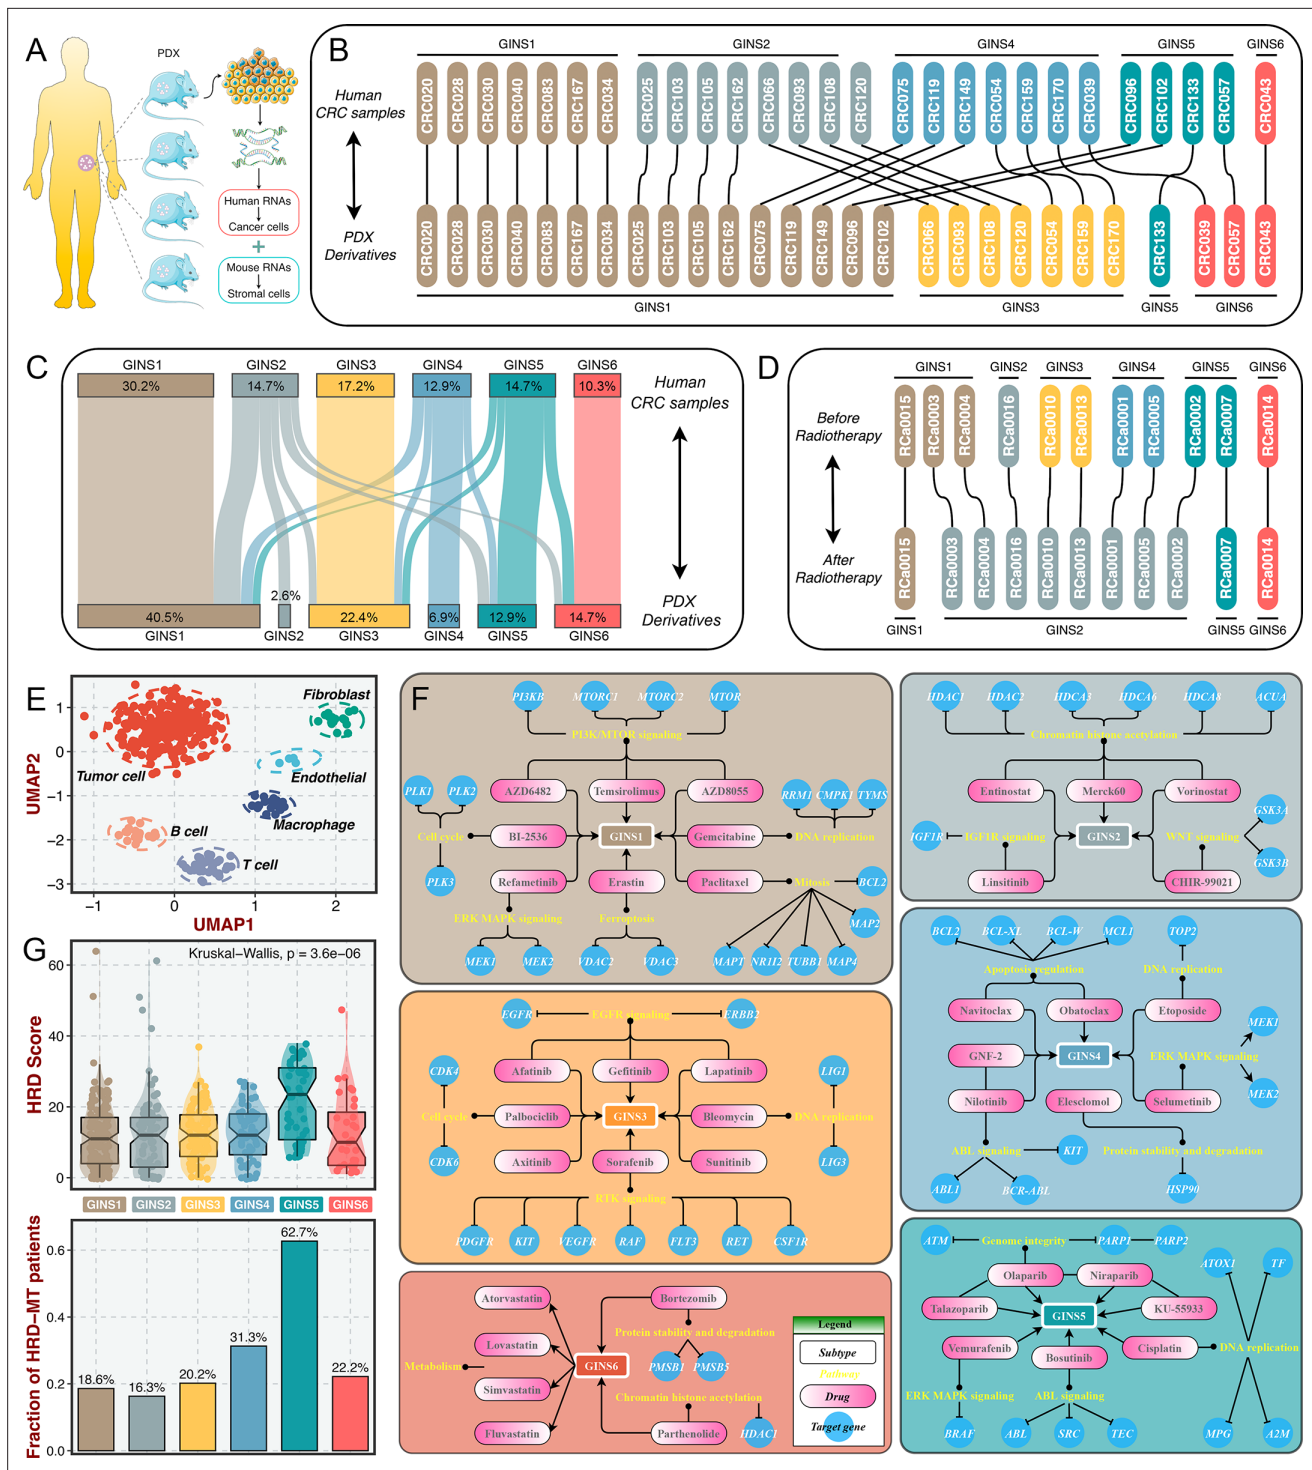 A
PDX
Human RNAs
Cancer cells
+
Mouse RNAs
Stromal cells
B
GINS1
GINS2
GINS4
GINS5
GINS6
Human
CRC samples
CRC020
CRC028
CRC030
CRC040
CRC083
CRC167
CRC034
CRC025
CRC103
CRC105
CRC162
CRC066
CRC093
CRC108
CRC120
CRC075
CRC119
CRC149
CRC054
CRC159
CRC170
CRC039
CRC096
CRC102
CRC133
CRC057
CRC043
PDX
Derivatives
CRC020
CRC028
CRC030
CRC040
CRC083
CRC167
CRC034
CRC025
CRC103
CRC105
CRC162
CRC075
CRC119
CRC149
CRC096
CRC102
CRC066
CRC093
CRC108
CRC120
CRC054
CRC159
CRC170
CRC133
CRC039
CRC057
CRC043
GINS1
GINS3
GINS5
GINS6
C
GINS1
GINS2
GINS3
GINS4
GINS5
GINS6
30.2%
14.7%
17.2%
12.9%
14.7%
10.3%
Human
CRC samples
PDX
Derivatives
40.5%
2.6%
22.4%
6.9%
12.9%
14.7%
GINS1
GINS2
GINS3
GINS4
GINS5
GINS6
D
GINS1
GINS2
GINS3
GINS4
GINS5
GINS6
Before
Radiotherapy
RCa0015
RCa0003
RCa0004
RCa0016
RCa0010
RCa0013
RCa0001
RCa0005
RCa0002
RCa0007
RCa0014
After
Radiotherapy
RCa0015
RCa0003
RCa0004
RCa0016
RCa0010
RCa0013
RCa0001
RCa0005
RCa0002
RCa0007
RCa0014
GINS1
GINS2
GINS5
GINS6
E
UMAP2
1
0
−1
−2
−3
Fibroblast
Tumor cell
Endothelial
Macrophage
B cell
T cell
−1
0
1
2
UMAP1
F
PI3KB
MTORC1
MTORC2
MTOR
PI3K/MTOR signaling
AZD6482
Temsirolimus
AZD8055
PLK1
PLK2
RRM1
CMPK1
TYMS
Cell cycle
BI-2536
GINS1
Gemcitabine
DNA replication
PLK3
Refametinib
Erastin
Paclitaxel
Mitosis
BCL2
ERK MAPK signaling
Ferroptosis
MAP2
MEK1
MEK2
VDAC2
VDAC3
MAPT
NR1I2
TUBB1
MAP4
HDAC1
HDAC2
HDCA3
HDCA6
HDCA8
ACUA
Chromatin histone acetylation
Entinostat
Merck60
Vorinostat
GSK3A
IGF1R
IGF1R signaling
GINS2
WNT signaling
GSK3B
Linsitinib
CHIR-99021
EGFR
EGFR signaling
ERBB2
CDK4
Afatinib
Gefitinib
Lapatinib
LIG1
Cell cycle
Palbociclib
GINS3
Bleomycin
DNA replication
CDK6
Axitinib
Sorafenib
Sunitinib
LIG3
RTK signaling
PDGFR
KIT
VEGFR
RAF
FLT3
RET
CSF1R
BCL2
BCL-XL
BCL-W
MCL1
TOP2
Apoptosis regulation
DNA replication
Navitoclax
Obatoclax
Etoposide
MEK1
GNF-2
GINS4
ERK MAPK signaling
Nilotinib
Elesclomol
Selumetinib
MEK2
ABL signaling
KIT
Protein stability and degradation
ABL1
BCR-ABL
HSP90
Atorvastatin
Bortezomib
Protein stability and degradation
Lovastatin
Metabolism
GINS6
PMSB1
PMSB5
Simvastatin
Chromatin histone acetylation
Fluvastatin
Parthenolide
HDAC1
Legend
Subtype
Pathway
Drug
Target gene
ATM
Genome integrity
PARP1
PARP2
ATOX1
TF
Olaparib
Niraparib
Talazoparib
GINS5
KU-55933
Vemurafenib
Bosutinib
Cisplatin
DNA replication
ERK MAPK signaling
ABL signaling
BRAF
ABL
SRC
TEC
MPG
A2M
G
Kruskal−Wallis, p = 3.6e−06
HRD Score
60
40
20
0
GINS1
GINS2
GINS3
GINS4
GINS5
GINS6
Fraction of HRD−MT patients
0.6
0.4
0.2
0.0
18.6%
16.3%
20.2%
31.3%
62.7%
22.2%